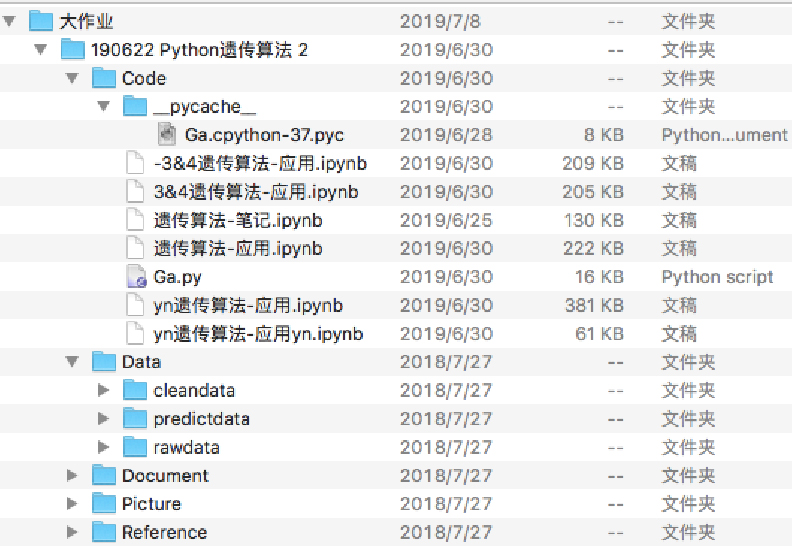 大作业 2019/7/8 -- 文件夹
190622 Python遗传算法 2 2019/6/30 -- 文件夹
Code 2019/6/30 -- 文件夹
__pycache__ 2019/6/30 -- 文件夹
Ga.cpython-37.pyc 2019/6/28 8 KB Python...ument
-3&4遗传算法-应用.ipynb 2019/6/30 209 KB 文稿
3&4遗传算法-应用.ipynb 2019/6/30 205 KB 文稿
遗传算法-笔记.ipynb 2019/6/25 130 KB 文稿
遗传算法-应用.ipynb 2019/6/30 222 KB 文稿
Ga.py 2019/6/30 16 KB Python script
yn遗传算法-应用.ipynb 2019/6/30 381 KB 文稿
yn遗传算法-应用yn.ipynb 2019/6/30 61 KB 文稿
Data 2018/7/27 -- 文件夹
cleandata 2018/7/27 -- 文件夹
predictdata 2018/7/27 -- 文件夹
rawdata 2018/7/27 -- 文件夹
Document 2018/7/27 -- 文件夹
Picture 2018/7/27 -- 文件夹
Reference 2018/7/27 -- 文件夹